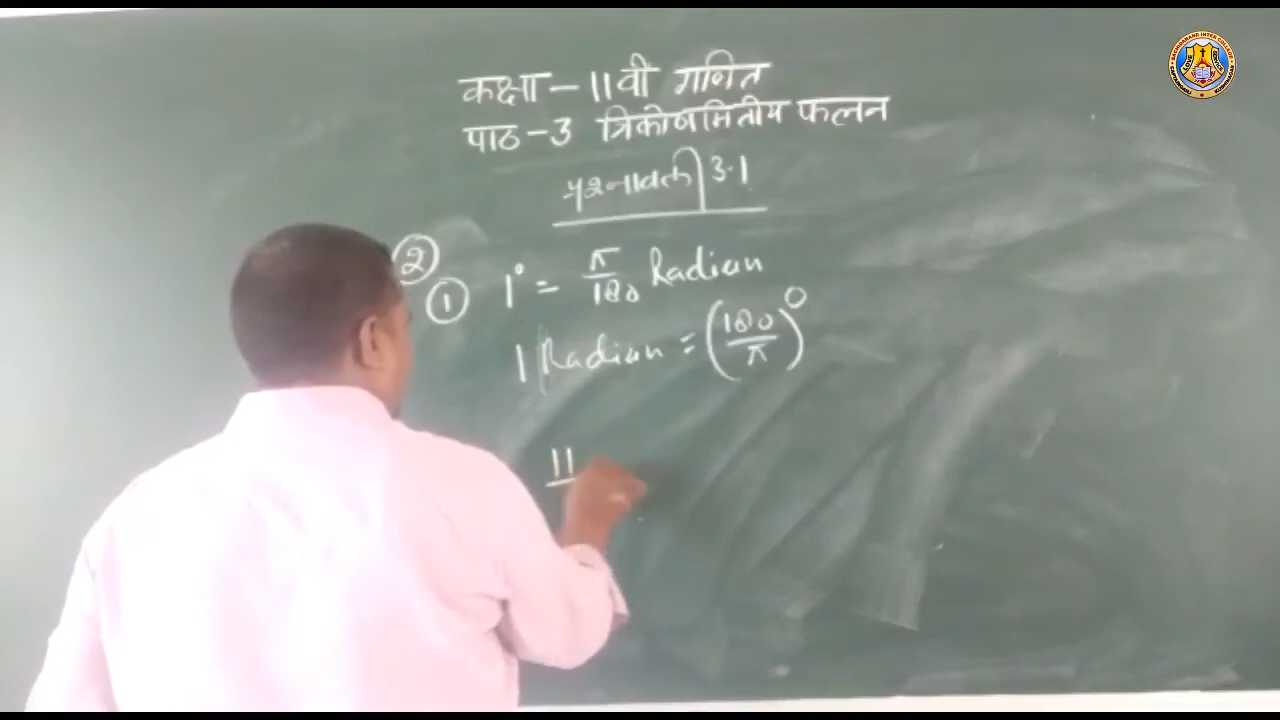 कक्षा - 11वी गणित
पाठ - 3 त्रिकोणमितीय फलन
प्रश्नावली 3.1
② 
① 1° = π/180 Radian
1 Radian = (180/π)°
11